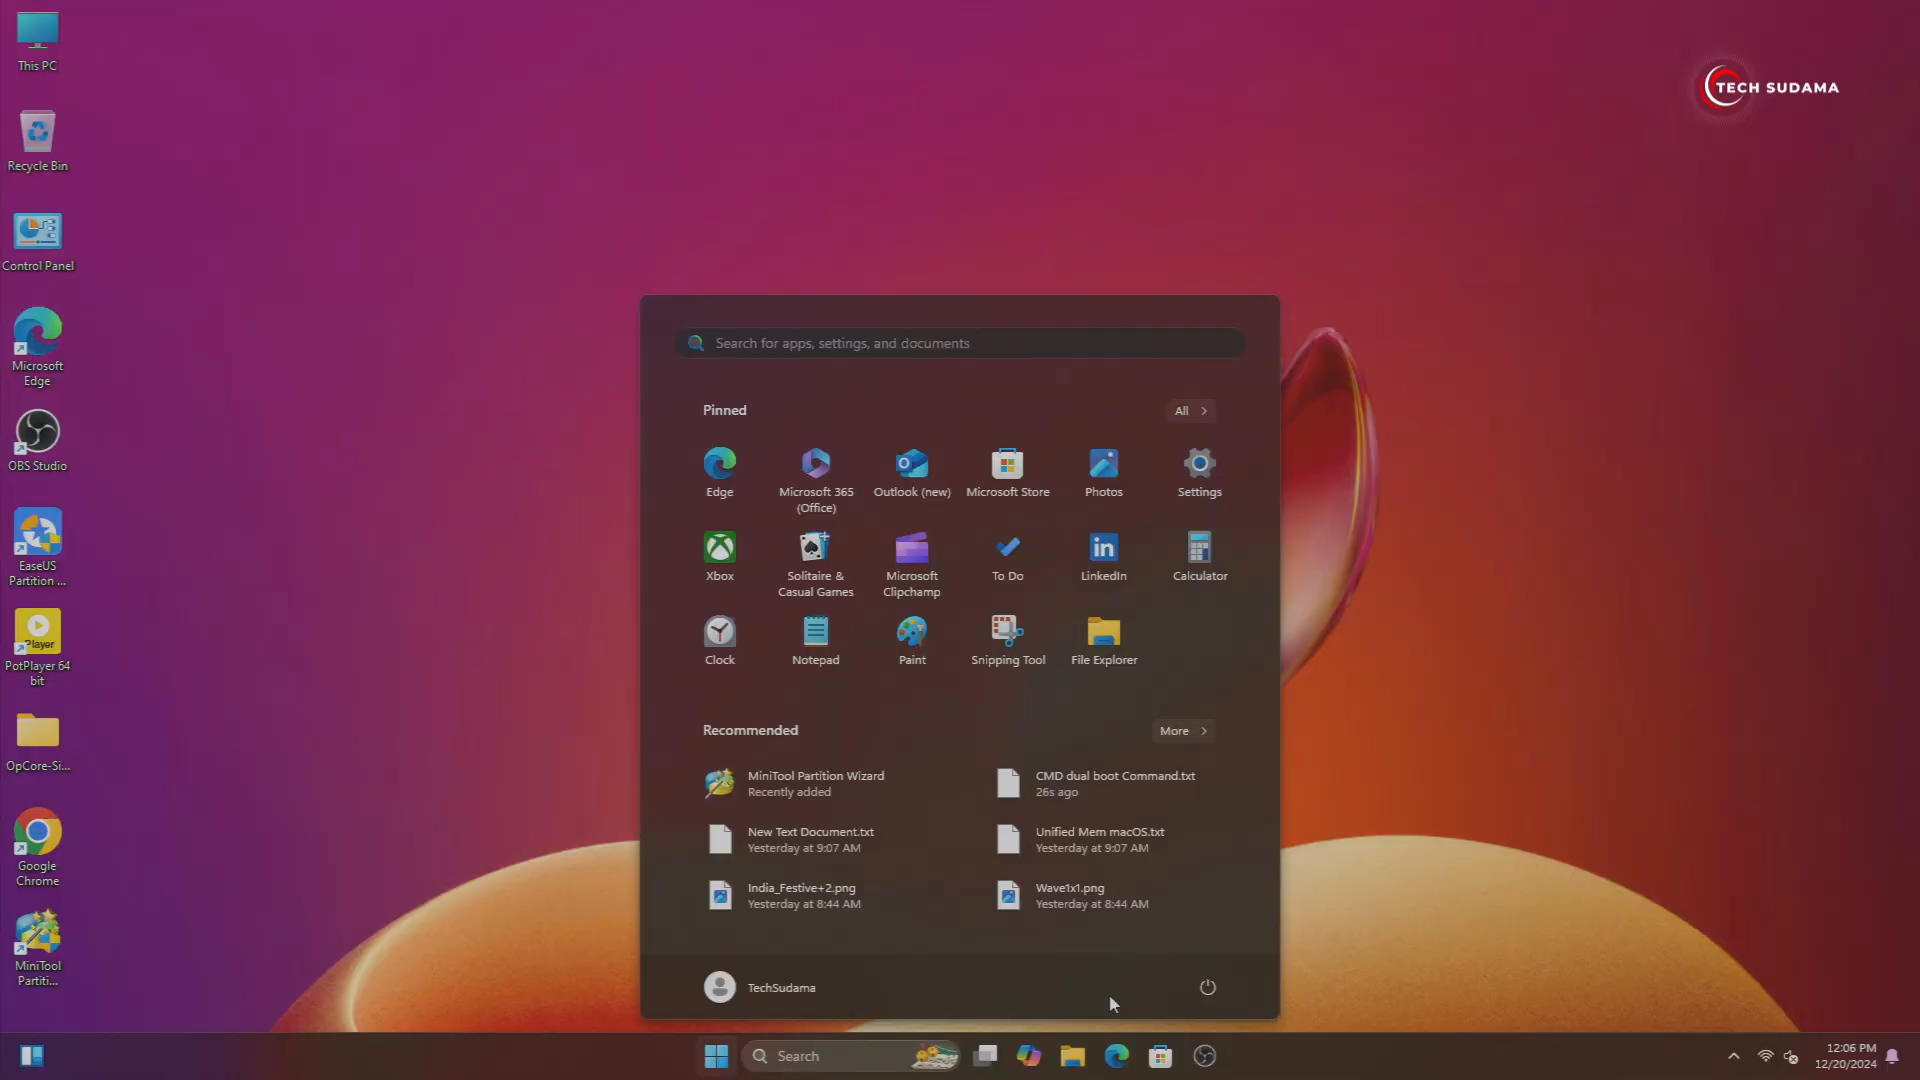 This PC
Recycle Bin
Control Panel
Microsoft
Edge
OBS Studio
EaseUS
Partition ...
Player
PotPlayer 64
bit
OpCore-Si...
Google
Chrome
MiniTool
Partiti...
TECH SUDAMA
Search for apps, settings, and documents
Pinned
All
Edge
Microsoft 365
(Office)
Outlook (new)
Microsoft Store
Photos
Settings
Xbox
Solitaire &
Casual Games
Microsoft
Clipchamp
To Do
LinkedIn
Calculator
Clock
Notepad
Paint
Snipping Tool
File Explorer
Recommended
More
MiniTool Partition Wizard
Recently added
CMD dual boot Command.txt
26s ago
New Text Document.txt
Yesterday at 9:07 AM
Unified Mem macOS.txt
Yesterday at 9:07 AM
India_Festive+2.png
Yesterday at 8:44 AM
Wave1x1.png
Yesterday at 8:44 AM
TechSudama
Search
12:06 PM
12/20/2024